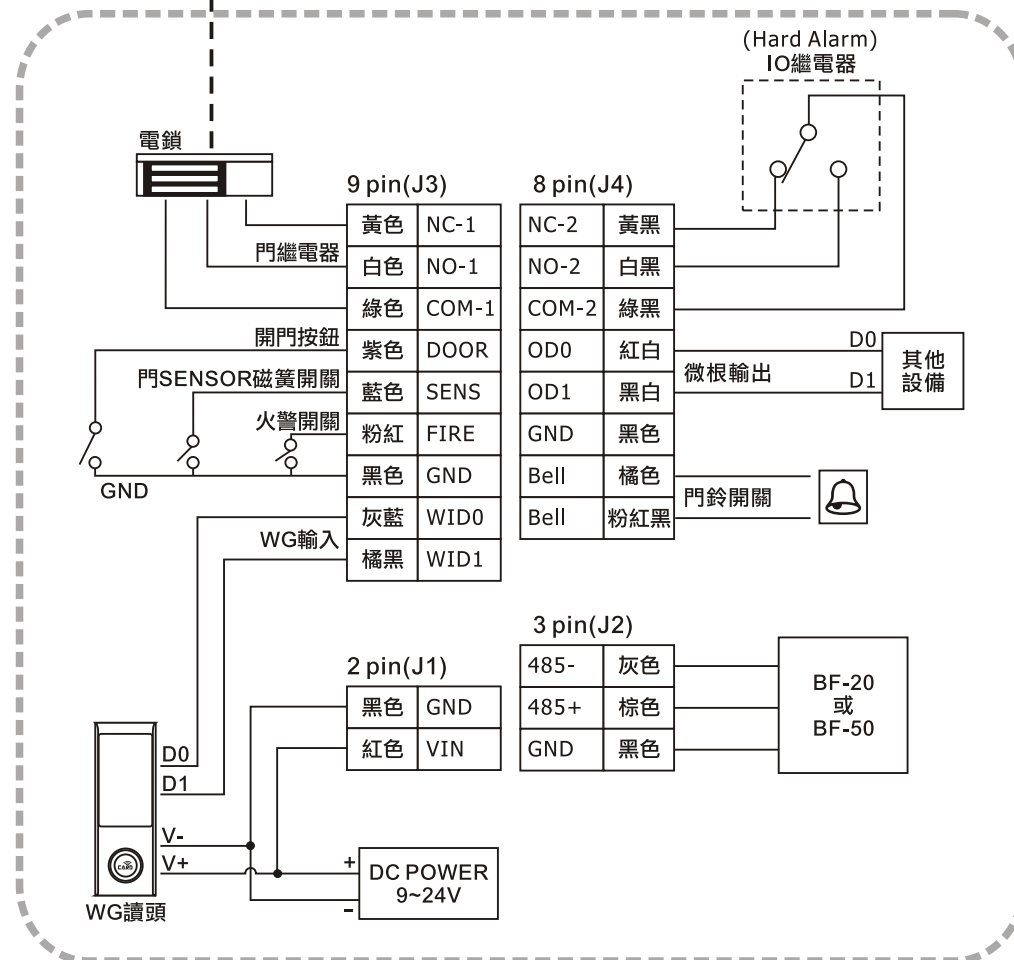 (Hard Alarm)
IO繼電器
電鎖
9 pin(J3)
8 pin(J4)
門繼電器
黃色 NC-1
白色 NO-1
綠色 COM-1
紫色 DOOR
藍色 SENS
粉紅 FIRE
黑色 GND
灰藍 WID0
橘黑 WID1
NC-2 黃黑
NO-2 白黑
COM-2 綠黑
OD0 紅白
OD1 黑白
GND 黑色
Bell 橘色
Bell 粉紅黑
開門按鈕
門SENSOR磁簧開關
火警開關
GND
WG輸入
微根輸出
D0
D1
其他
設備
門鈴開關
2 pin(J1)
黑色 GND
紅色 VIN
3 pin(J2)
485- 灰色
485+ 棕色
GND 黑色
BF-20
或
BF-50
D0
D1
V-
V+
CARD
WG讀頭
+
-
DC POWER
9~24V